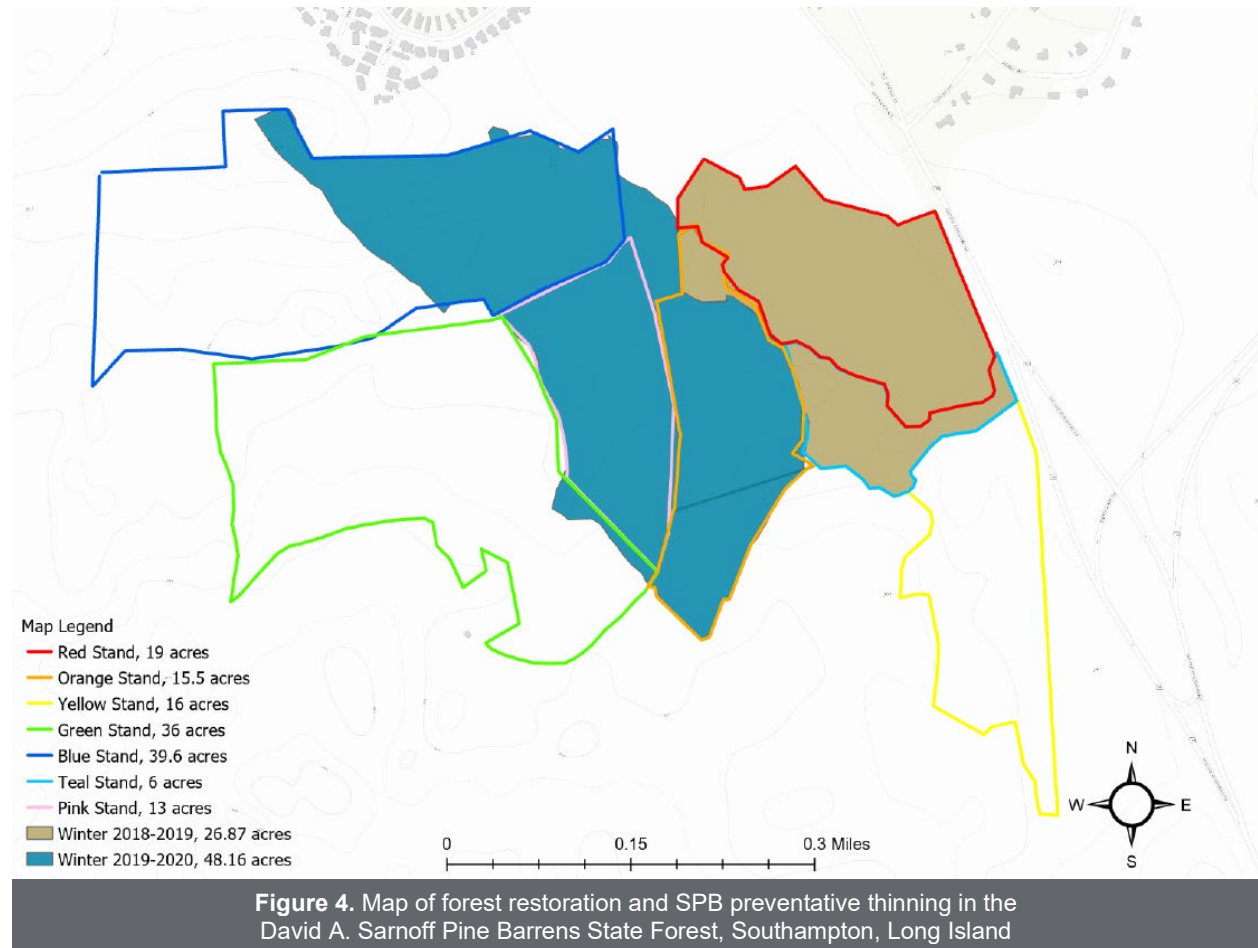 Map Legend
Red Stand, 19 acres
Orange Stand, 15.5 acres
Yellow Stand, 16 acres
Green Stand, 36 acres
Blue Stand, 39.6 acres
Teal Stand, 6 acres
Pink Stand, 13 acres
Winter 2018-2019, 26.87 acres
Winter 2019-2020, 48.16 acres
0 0.15 0.3 Miles
N
W E
S
Figure 4. Map of forest restoration and SPB preventative thinning in the
David A. Sarnoff Pine Barrens State Forest, Southampton, Long Island